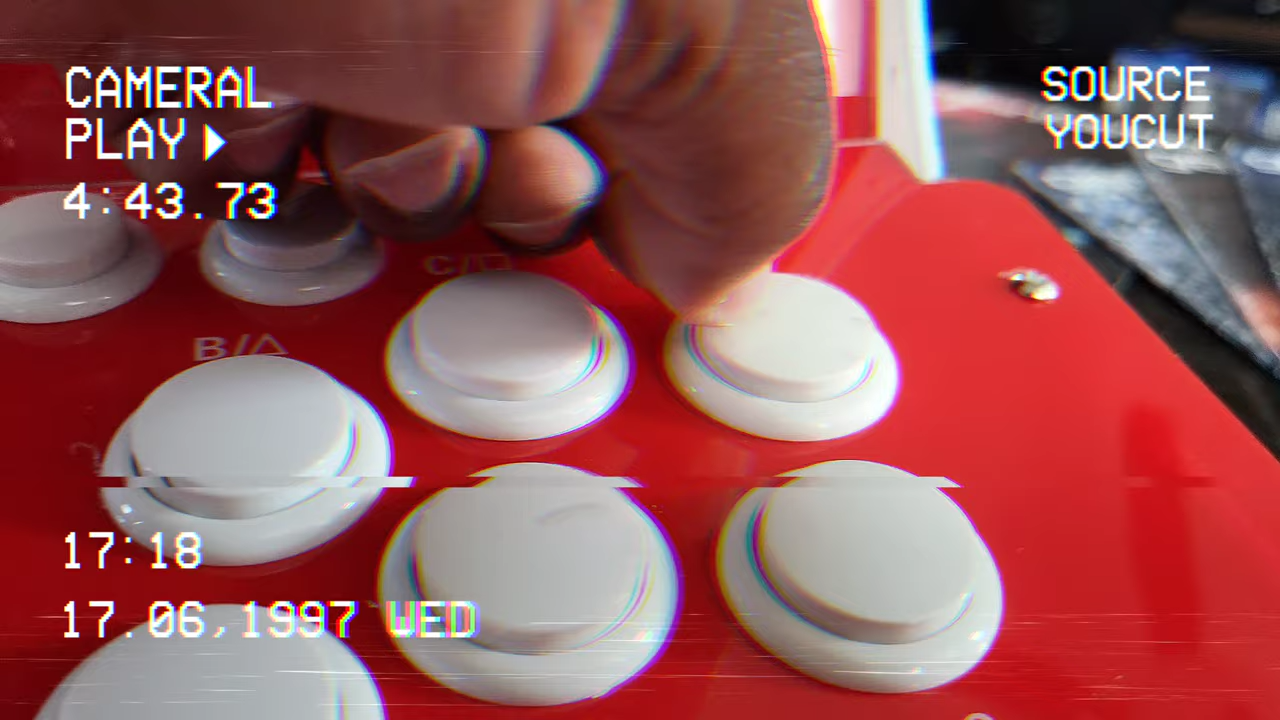 CAMERAL
PLAY
4:43.73
SOURCE
YOUCUT
C/□
B/△
17:18
17.06,1997 WED